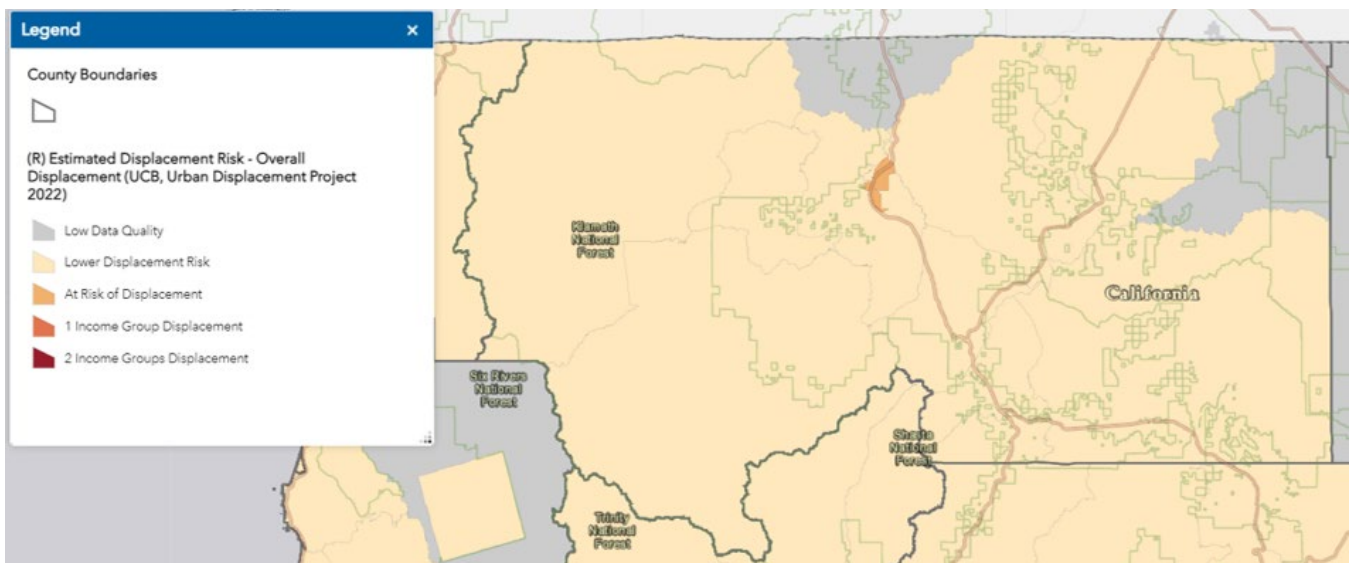 Legend
×
County Boundaries
(R) Estimated Displacement Risk - Overall
Displacement (UCB, Urban Displacement Project
2022)
Low Data Quality
Lower Displacement Risk
At Risk of Displacement
1 Income Group Displacement
2 Income Groups Displacement
Klamath
National
Forest
California
Six Rivers
National
Forest
Shasta
National
Forest
Trinity
National
Forest